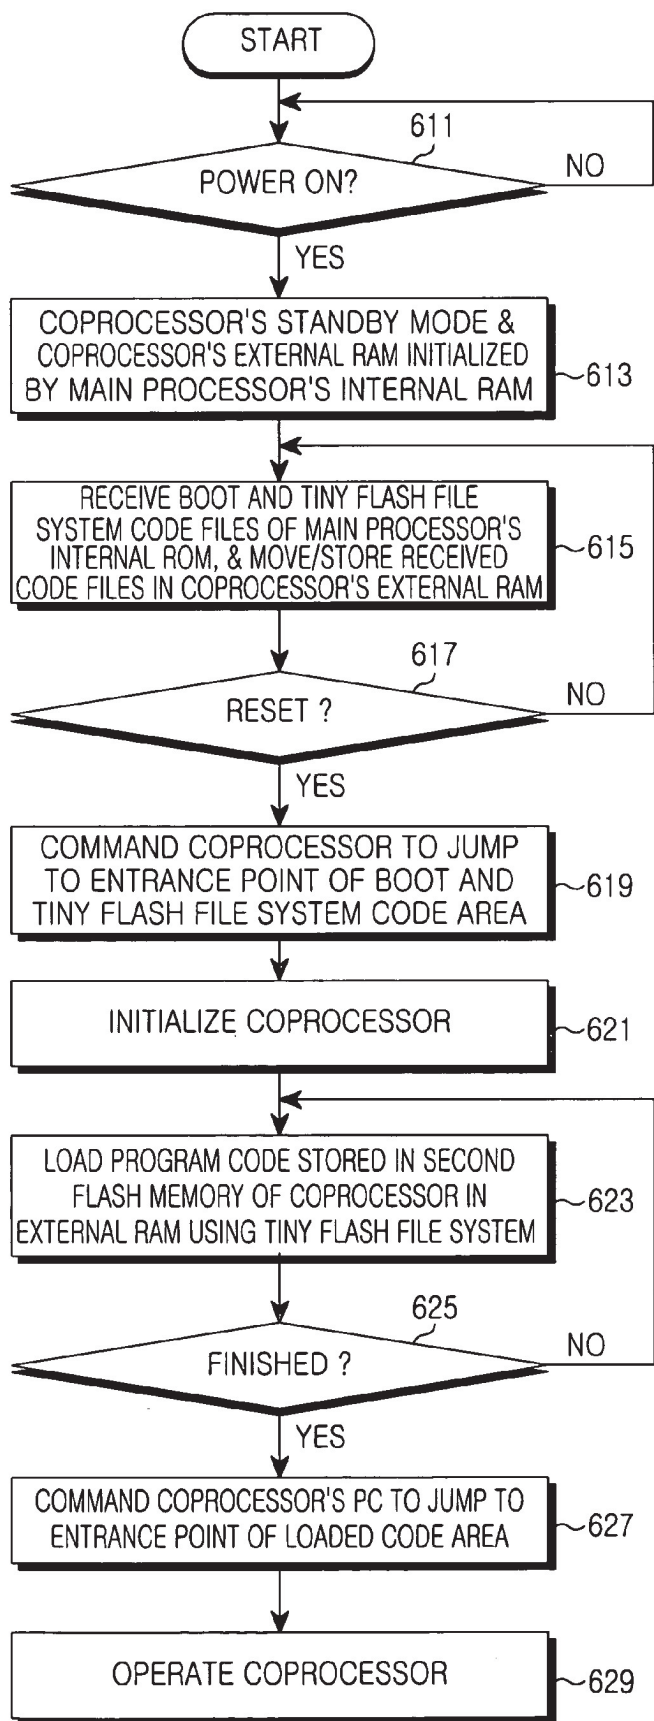 START
611
POWER ON?
NO
YES
COPROCESSOR'S STANDBY MODE &
COPROCESSOR'S EXTERNAL RAM INITIALIZED
BY MAIN PROCESSOR'S INTERNAL RAM
613
RECEIVE BOOT AND TINY FLASH FILE
SYSTEM CODE FILES OF MAIN PROCESSOR'S
INTERNAL ROM, & MOVE/STORE RECEIVED
CODE FILES IN COPROCESSOR'S EXTERNAL RAM
615
617
RESET ?
NO
YES
COMMAND COPROCESSOR TO JUMP
TO ENTRANCE POINT OF BOOT AND
TINY FLASH FILE SYSTEM CODE AREA
619
INITIALIZE COPROCESSOR
621
LOAD PROGRAM CODE STORED IN SECOND
FLASH MEMORY OF COPROCESSOR IN
EXTERNAL RAM USING TINY FLASH FILE SYSTEM
623
625
FINISHED ?
NO
YES
COMMAND COPROCESSOR'S PC TO JUMP TO
ENTRANCE POINT OF LOADED CODE AREA
627
OPERATE COPROCESSOR
629